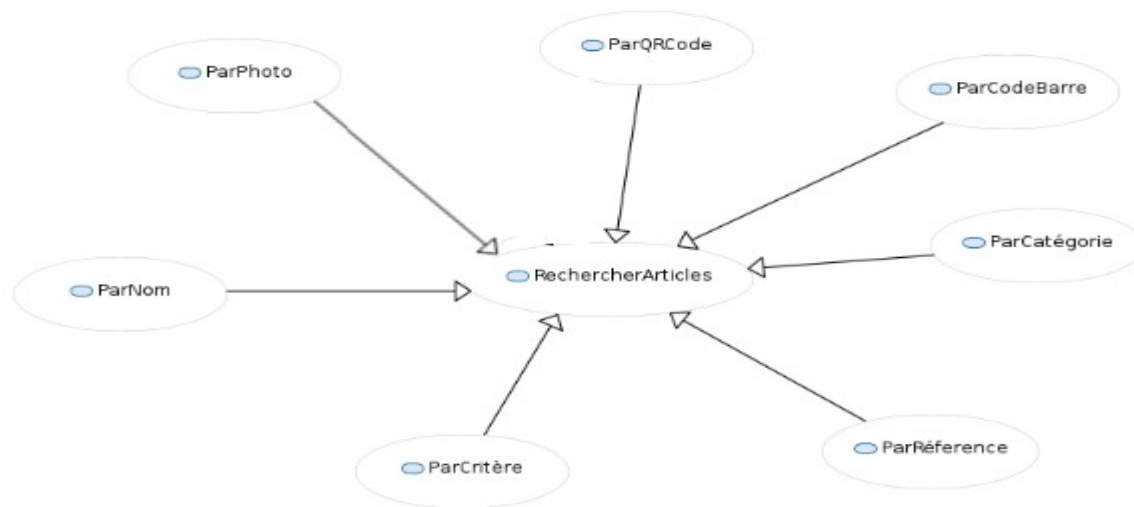 ParQRCode
ParPhoto
ParCodeBarre
ParCatégorie
RechercherArticles
ParNom
ParRéference
ParCritère